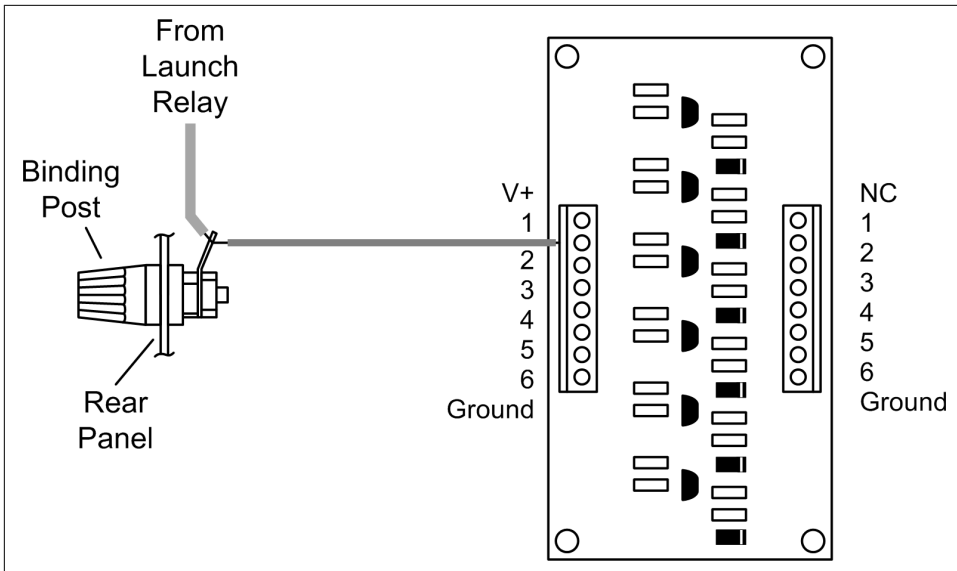 From
Launch
Relay
Binding
Post
Rear
Panel
V+
1
2
3
4
5
6
Ground
NC
1
2
3
4
5
6
Ground